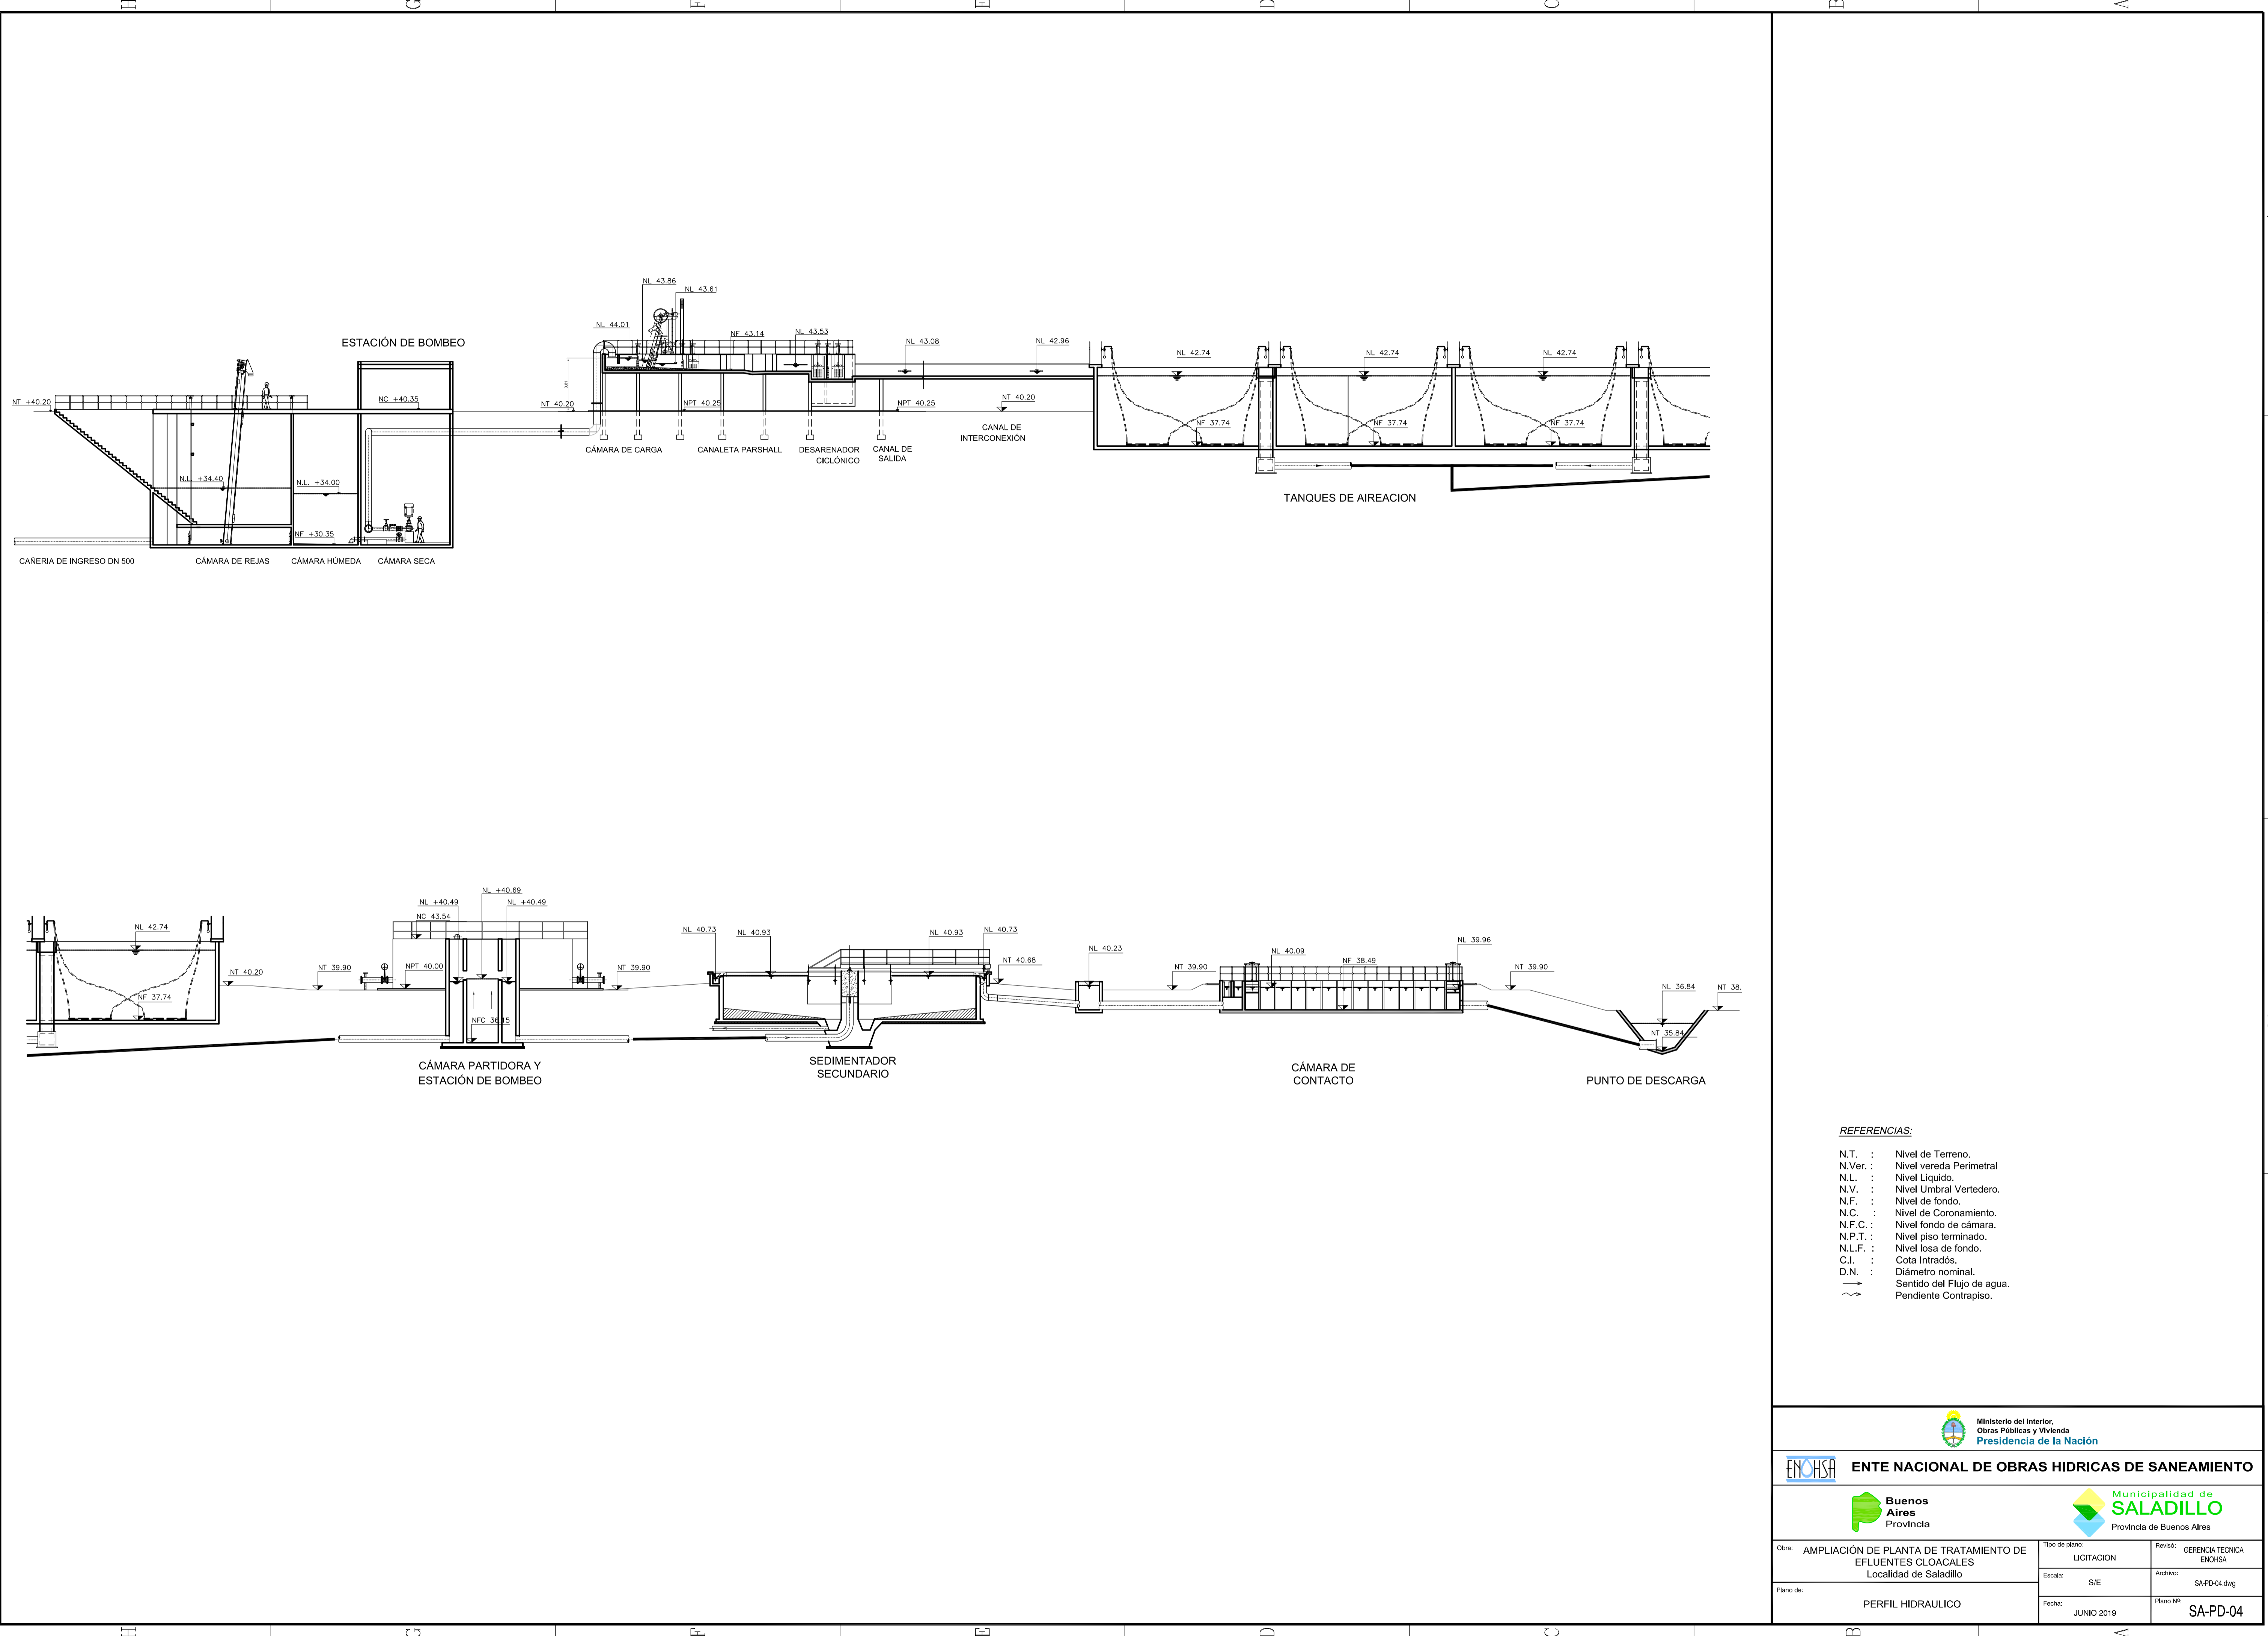 H G F E D C B A
NL 43.86
NL 43.61
NL 44.01
NF 43.14
NL 43.53
ESTACIÓN DE BOMBEO
NL 43.08
NL 42.96
NL 42.74
NL 42.74
NL 42.74
NT +40.20
NC +40.35
NT 40.20
NPT 40.25
NPT 40.25
NT 40.20
CANAL DE
INTERCONEXIÓN
NF 37.74
NF 37.74
NF 37.74
CÁMARA DE CARGA
CANALETA PARSHALL
DESARENADOR
CICLÓNICO
CANAL DE
SALIDA
N.L. +34.40
N.L. +34.00
NF +30.35
TANQUES DE AIREACION
CAÑERIA DE INGRESO DN 500
CÁMARA DE REJAS
CÁMARA HÚMEDA
CÁMARA SECA
NL 42.74
NT 40.20
NF 37.74
NL +40.69
NL +40.49
NL +40.49
NC 43.54
NT 39.90
NPT 40.00
NT 39.90
NFC 36.15
CÁMARA PARTIDORA Y
ESTACIÓN DE BOMBEO
NL 40.73
NL 40.93
NL 40.93
NL 40.73
NT 40.68
SEDIMENTADOR
SECUNDARIO
NL 40.23
NT 39.90
NL 40.09
NF 38.49
NL 39.96
NT 39.90
CÁMARA DE
CONTACTO
NL 36.84
NT 38.
NT 35.84
PUNTO DE DESCARGA
REFERENCIAS:
N.T. : Nivel de Terreno.
N.Ver. : Nivel vereda Perimetral
N.L. : Nivel Liquido.
N.V. : Nivel Umbral Vertedero.
N.F. : Nivel de fondo.
N.C. : Nivel de Coronamiento.
N.F.C. : Nivel fondo de cámara.
N.P.T. : Nivel piso terminado.
N.L.F. : Nivel losa de fondo.
C.I. : Cota Intradós.
D.N. : Diámetro nominal.
Sentido del Flujo de agua.
Pendiente Contrapiso.
Ministerio del Interior,
Obras Públicas y Vivienda
Presidencia de la Nación
ENOHSA
ENTE NACIONAL DE OBRAS HIDRICAS DE SANEAMIENTO
Buenos
Aires
Provincia
Municipalidad de
SALADILLO
Provincia de Buenos Aires
Obra: AMPLIACIÓN DE PLANTA DE TRATAMIENTO DE
EFLUENTES CLOACALES
Localidad de Saladillo
Tipo de plano:
LICITACION
Revisó: GERENCIA TECNICA
ENOHSA
Escala:
S/E
Archivo:
SA-PD-04.dwg
Plano de:
PERFIL HIDRAULICO
Fecha:
JUNIO 2019
Plano Nº: SA-PD-04
H G F E D C B A